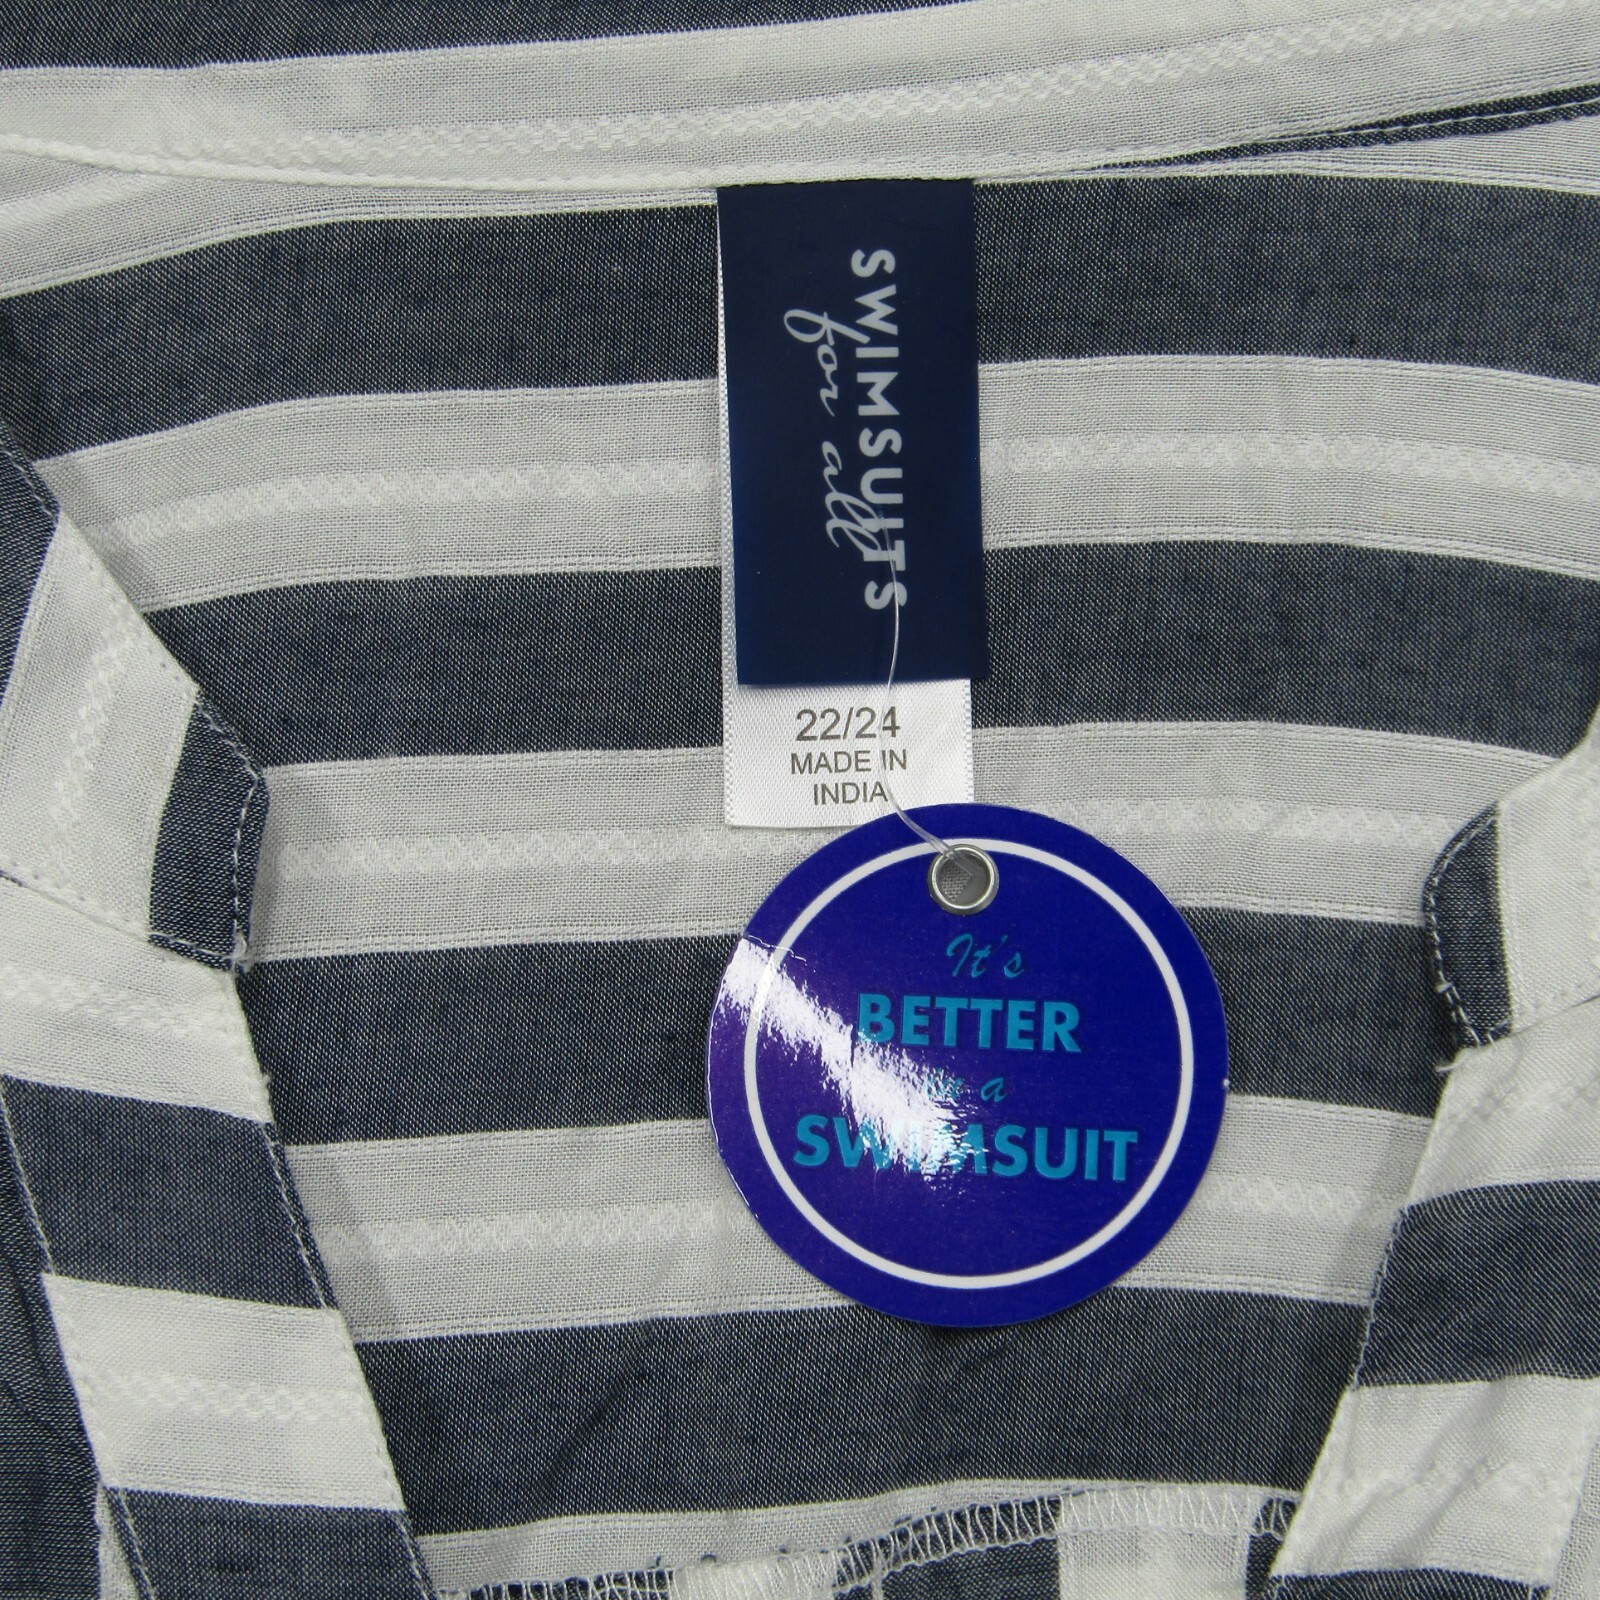 SWIMSUITS
for all
22/24
MADE IN
INDIA
It's
BETTER
in a
SWIMSUIT